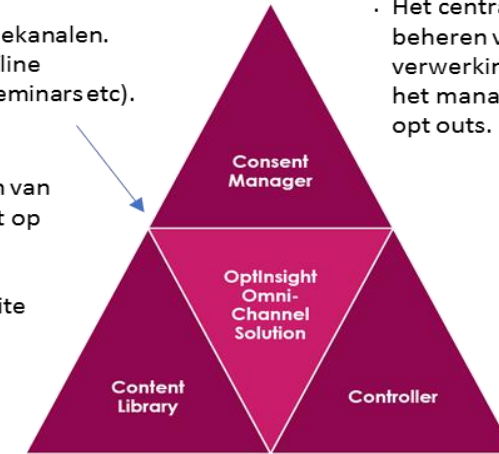 ekanalen.
line
eminars etc).
van
t op
ite
• Het centra
beheren v
verwerkin
het mana
opt outs.
Consent
Manager
OptInsight
Omni-
Channel
Solution
Content
Library
Controller